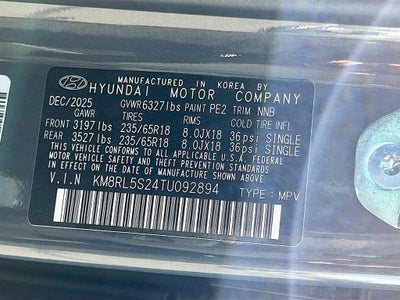 MANUFACTURED IN KOREA BY
HYUNDAI MOTOR COMPANY
DEC/2025 GVWR 6327lbs PAINT PE2 TRIM NNB
GAWR TIRES RIMS COLD TIRE INFL
FRONT 3197lbs 235/65R18 8.0JX18 36psi SINGLE
REAR 3527lbs 235/65R18 8.0JX18 36psi SINGLE
THIS VEHICLE CONFORMS TO ALL APPLICABLE
FEDERAL MOTOR VEHICLE SAFETY AND THEFT PREVENTION
STANDARDS IN EFFECT ON THE DATE OF
MANUFACTURE SHOWN ABOVE
V.I.N KM8RL5S24TU092894 TYPE: MPV